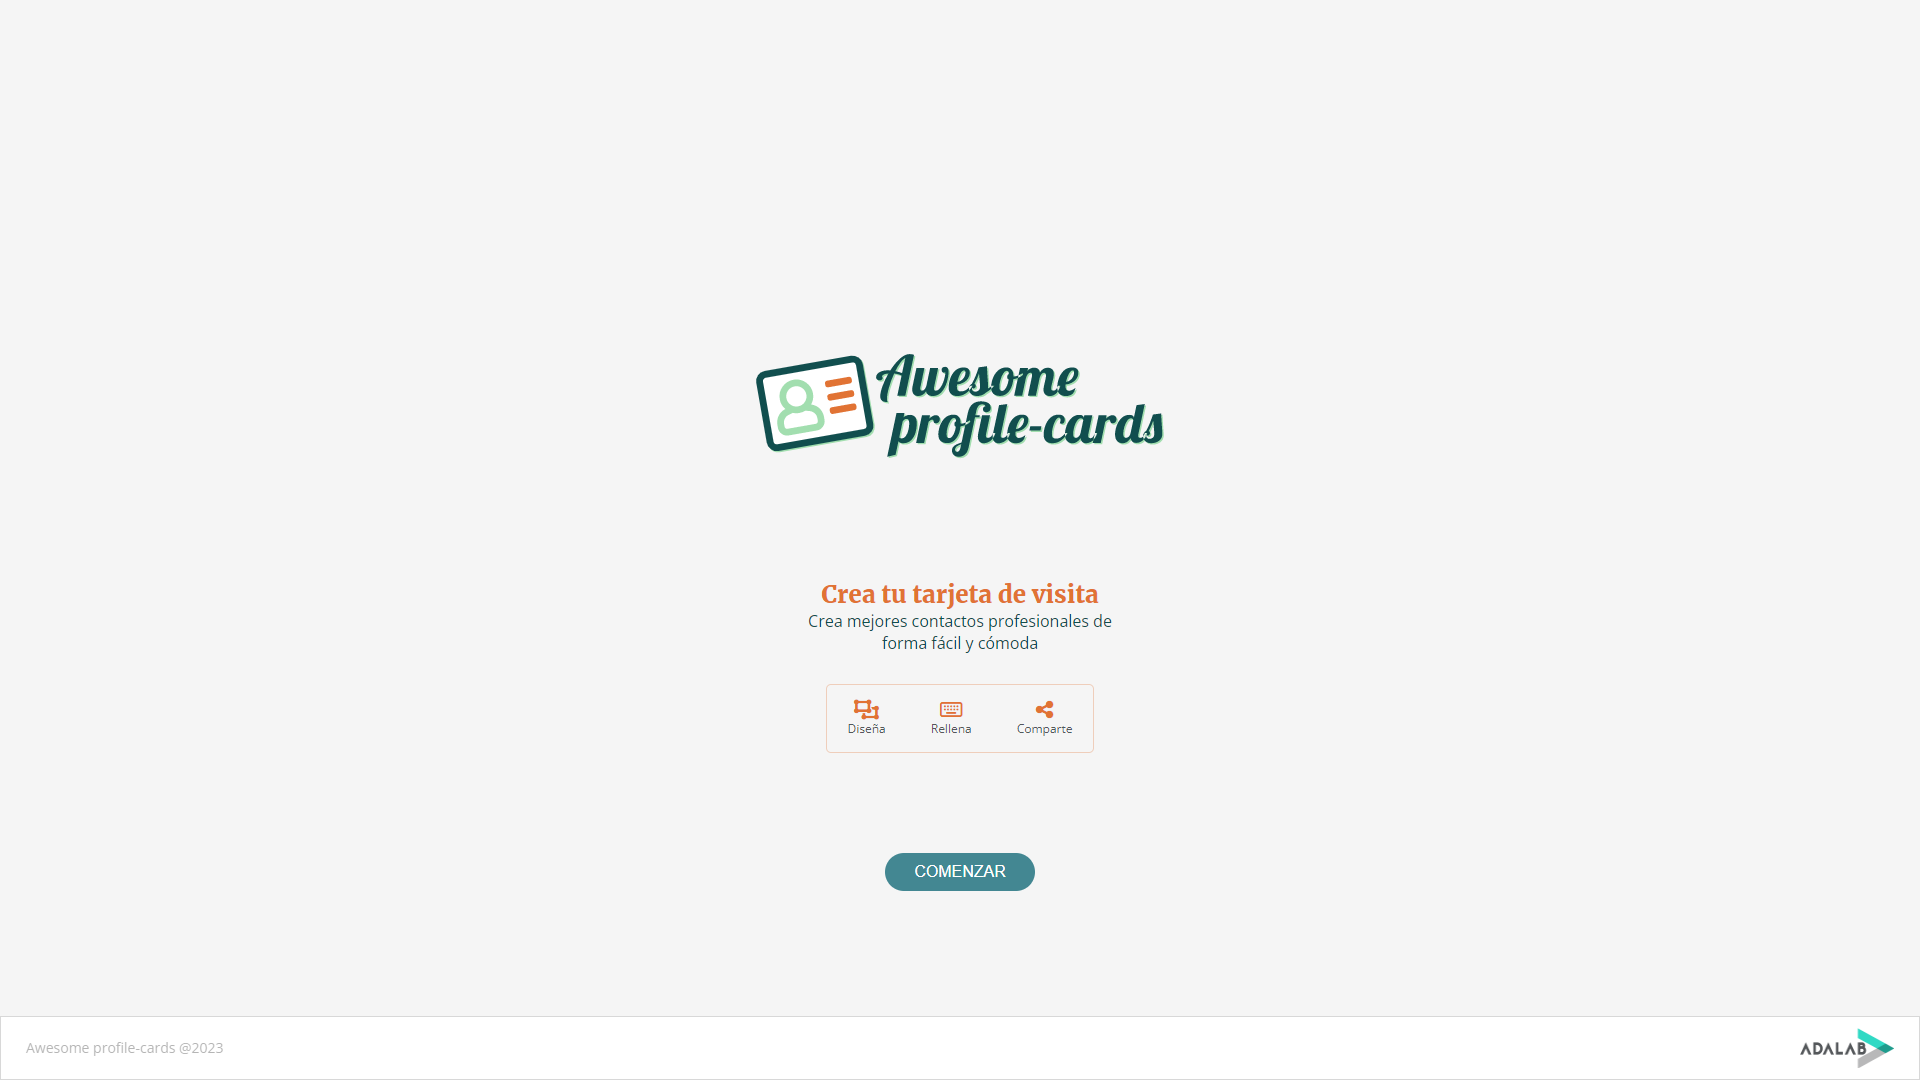 Awesome
profile-cards
Crea tu tarjeta de visita
Crea mejores contactos profesionales de
forma fácil y cómoda
Diseña
Rellena
Comparte
COMENZAR
Awesome profile-cards @2023
ADALAB